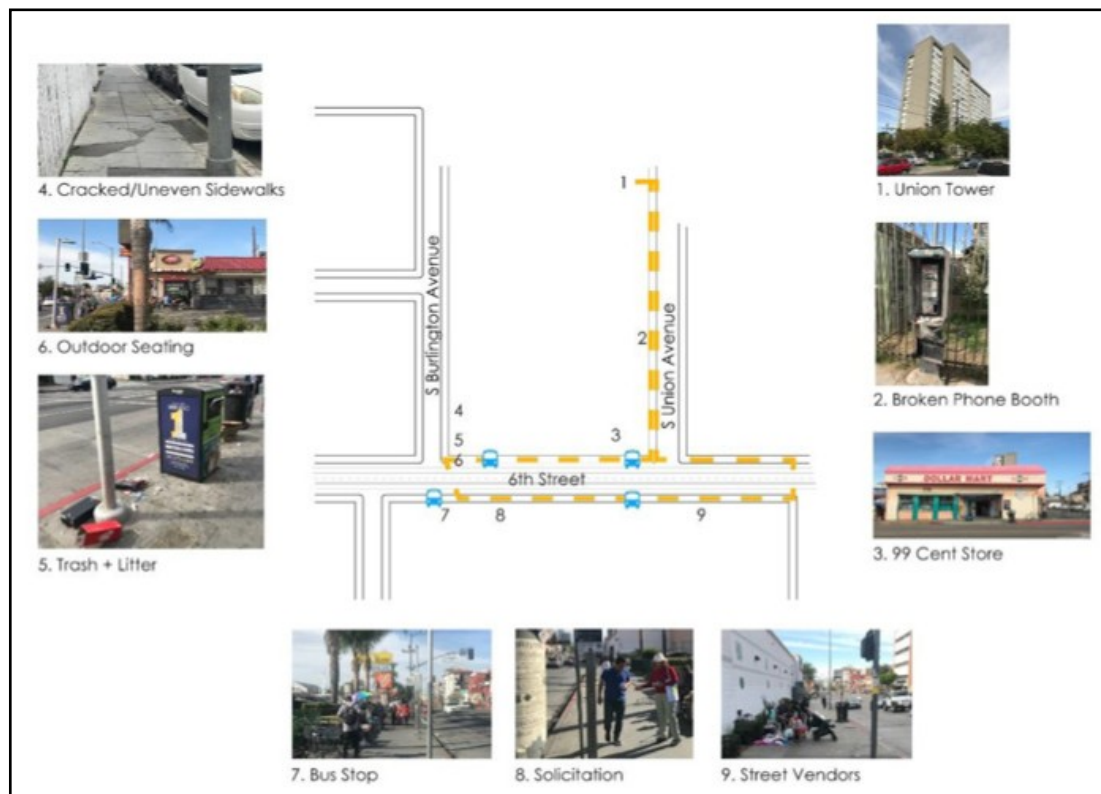 4. Cracked/Uneven Sidewalks
1. Union Tower
6. Outdoor Seating
2. Broken Phone Booth
5. Trash + Litter
DOLLAR MART
3. 99 Cent Store
7. Bus Stop
8. Solicitation
9. Street Vendors
S Burlington Avenue
S Union Avenue
6th Street
1
2
3
4
5
6
7
8
9
1